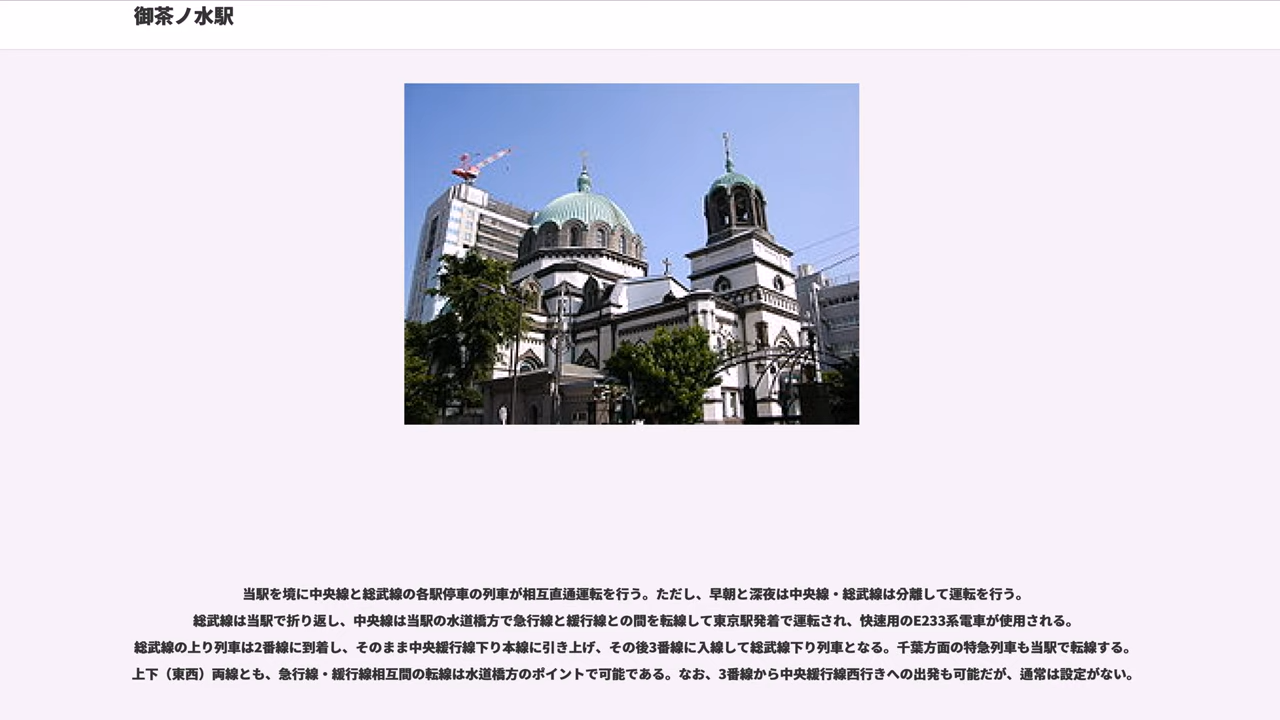 御茶ノ水駅
当駅を境に中央線と総武線の各駅停車の列車が相互直通運転を行う。ただし、早朝と深夜は中央線・総武線は分離して運転を行う。
総武線は当駅で折り返し、中央線は当駅の水道橋方で急行線と緩行線との間を転線して東京駅発着で運転され、快速用のE233系電車が使用される。
総武線の上り列車は2番線に到着し、そのまま中央緩行線下り本線に引き上げ、その後3番線に入線して総武線下り列車となる。千葉方面の特急列車も当駅で転線する。
上下（東西）両線とも、急行線・緩行線相互間の転線は水道橋方のポイントで可能である。なお、3番線から中央緩行線西行きへの出発も可能だが、通常は設定がない。